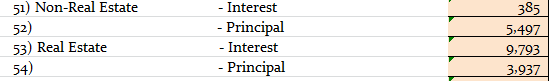 51) Non-Real Estate - Interest 385
52) - Principal 5,497
53) Real Estate - Interest 9,793
54) - Principal 3,937